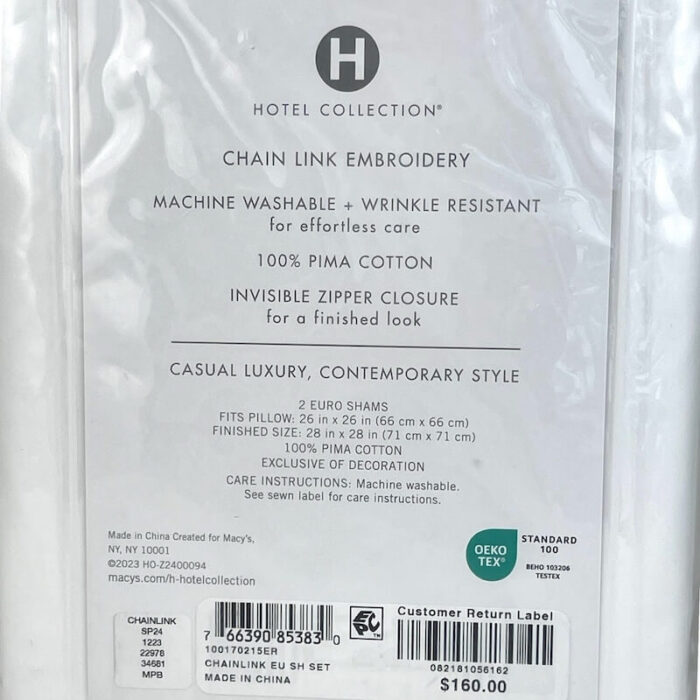 H
HOTEL COLLECTION®
CHAIN LINK EMBROIDERY
MACHINE WASHABLE + WRINKLE RESISTANT
for effortless care
100% PIMA COTTON
INVISIBLE ZIPPER CLOSURE
for a finished look
CASUAL LUXURY, CONTEMPORARY STYLE
2 EURO SHAMS
FITS PILLOW: 26 in x 26 in (66 cm x 66 cm)
FINISHED SIZE: 28 in x 28 in (71 cm x 71 cm)
100% PIMA COTTON
EXCLUSIVE OF DECORATION
CARE INSTRUCTIONS: Machine washable.
See sewn label for care instructions.
Made in China Created for Macy's,
NY, NY 10001
©2023 HO-Z2400094
macys.com/h-hotelcollection
OEKO
TEX®
STANDARD
100
BEHO 103206
TESTEX
CHAINLINK
SP24
1223
22978
34681
MPB
7 66390 85383 0
100170215ER
CHAINLINK EU SH SET
MADE IN CHINA
EPC™
Customer Return Label
082181056162
$160.00